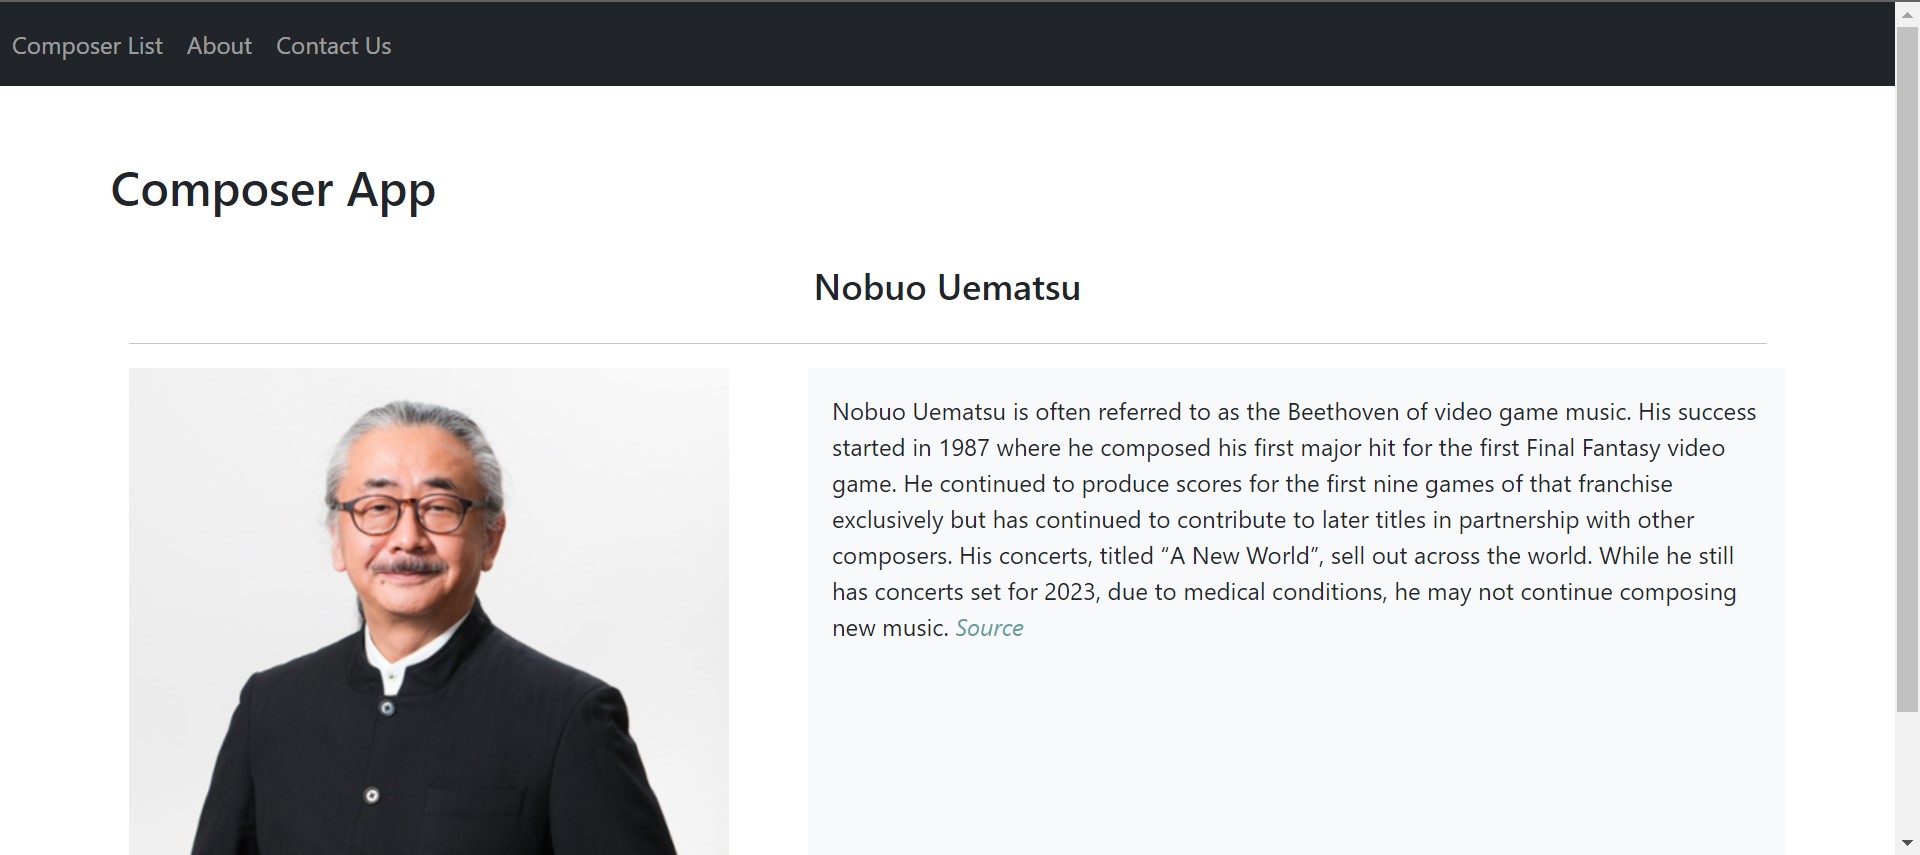 Composer List About Contact Us
Composer App
Nobuo Uematsu
Nobuo Uematsu is often referred to as the Beethoven of video game music. His success
started in 1987 where he composed his first major hit for the first Final Fantasy video
game. He continued to produce scores for the first nine games of that franchise
exclusively but has continued to contribute to later titles in partnership with other
composers. His concerts, titled “A New World”, sell out across the world. While he still
has concerts set for 2023, due to medical conditions, he may not continue composing
new music. Source